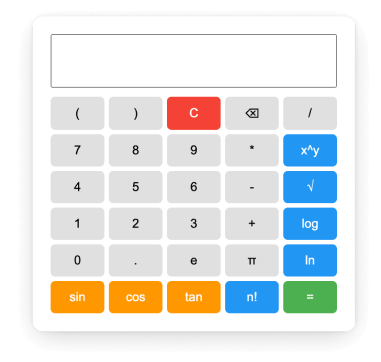 ( ) C ⌫ /
7 8 9 * x^y
4 5 6 - √
1 2 3 + log
0 . e π ln
sin cos tan n! =